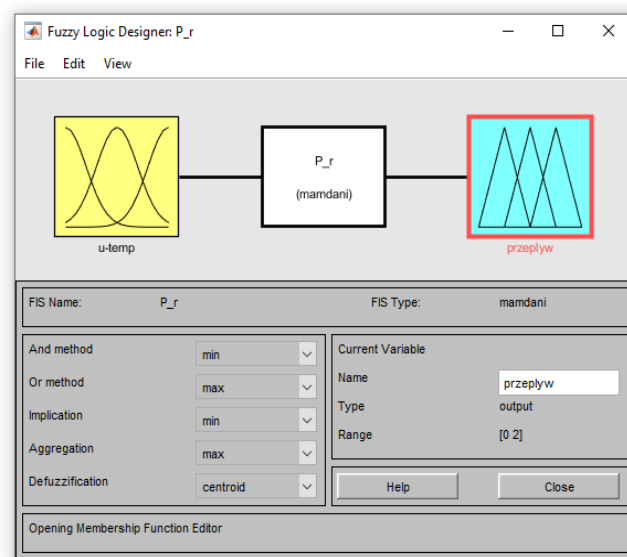 Fuzzy Logic Designer: P_r
File Edit View
P_r
(mamdani)
u-temp
przeplyw
FIS Name: P_r FIS Type: mamdani
And method min
Or method max
Implication min
Aggregation max
Defuzzification centroid
Current Variable
Name przeplyw
Type output
Range [0 2]
Help Close
Opening Membership Function Editor